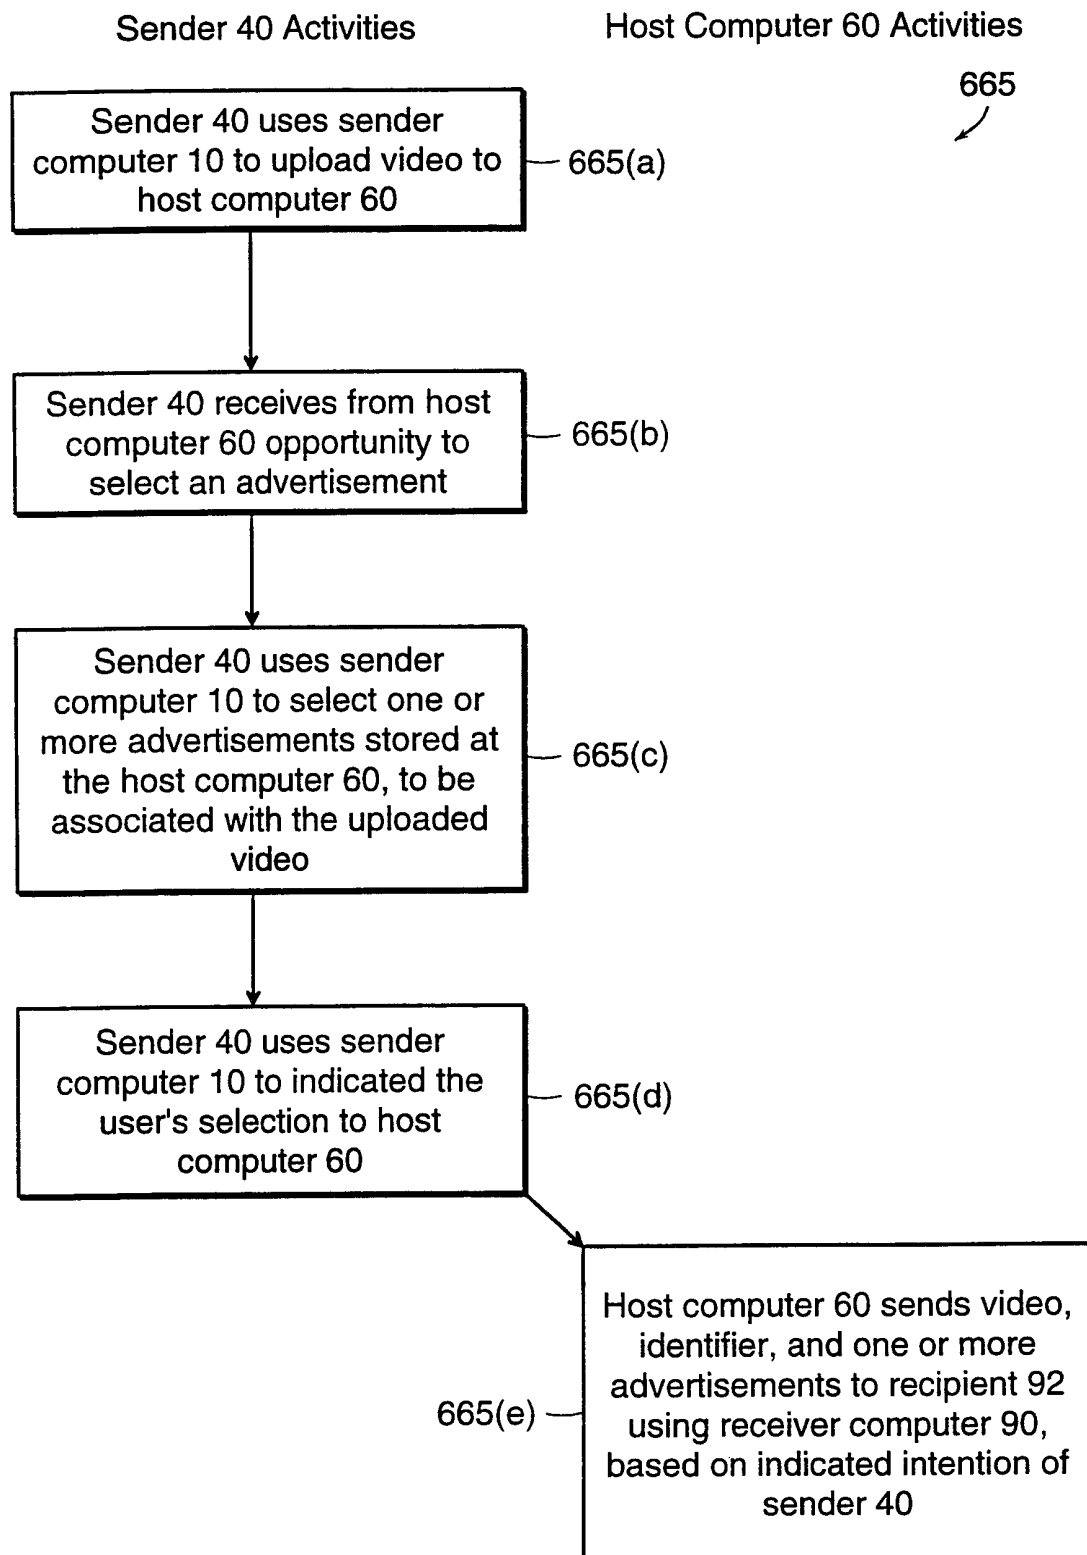 Sender 40 Activities
Host Computer 60 Activities
665
Sender 40 uses sender
computer 10 to upload video to
host computer 60
665(a)
Sender 40 receives from host
computer 60 opportunity to
select an advertisement
665(b)
Sender 40 uses sender
computer 10 to select one or
more advertisements stored at
the host computer 60, to be
associated with the uploaded
video
665(c)
Sender 40 uses sender
computer 10 to indicated the
user's selection to host
computer 60
665(d)
Host computer 60 sends video,
identifier, and one or more
advertisements to recipient 92
using receiver computer 90,
based on indicated intention of
sender 40
665(e)